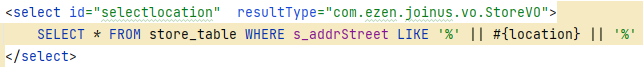 <select id="selectlocation" resultType="com.ezen.joinus.vo.StoreVO">
SELECT * FROM store_table WHERE s_addrStreet LIKE '%' || #{location} || '%'
</select>